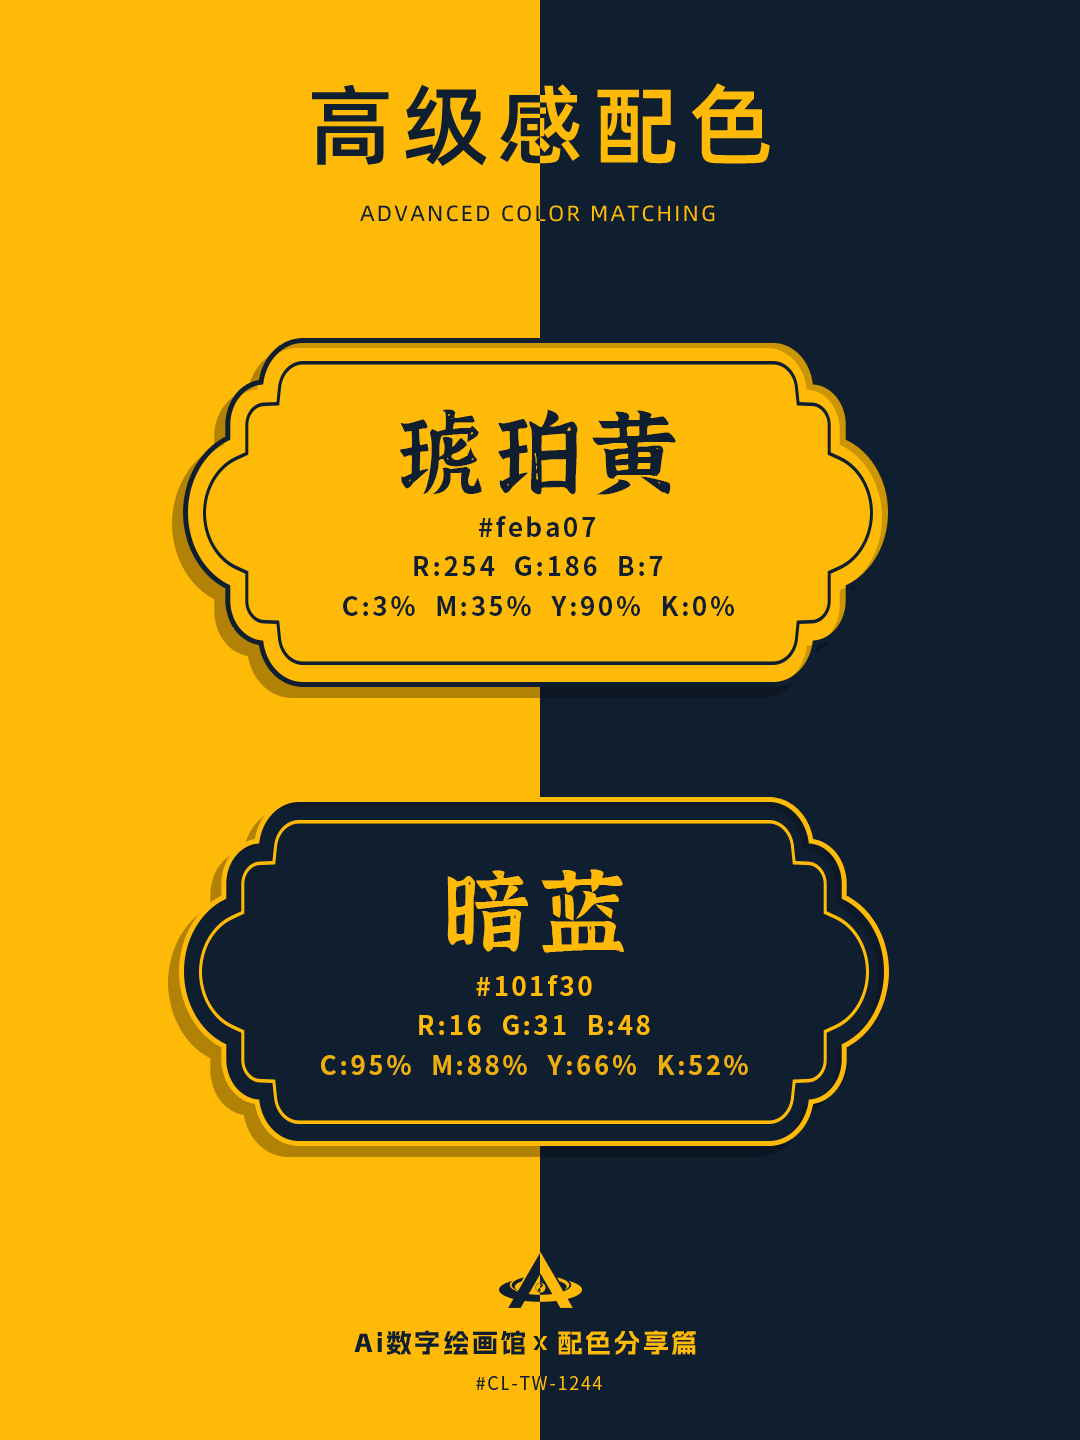 高级感配色
ADVANCED COLOR MATCHING
琥珀黄
#feba07
R:254 G:186 B:7
C:3% M:35% Y:90% K:0%
暗蓝
#101f30
R:16 G:31 B:48
C:95% M:88% Y:66% K:52%
Ai数字绘画馆 x 配色分享篇
#CL-TW-1244